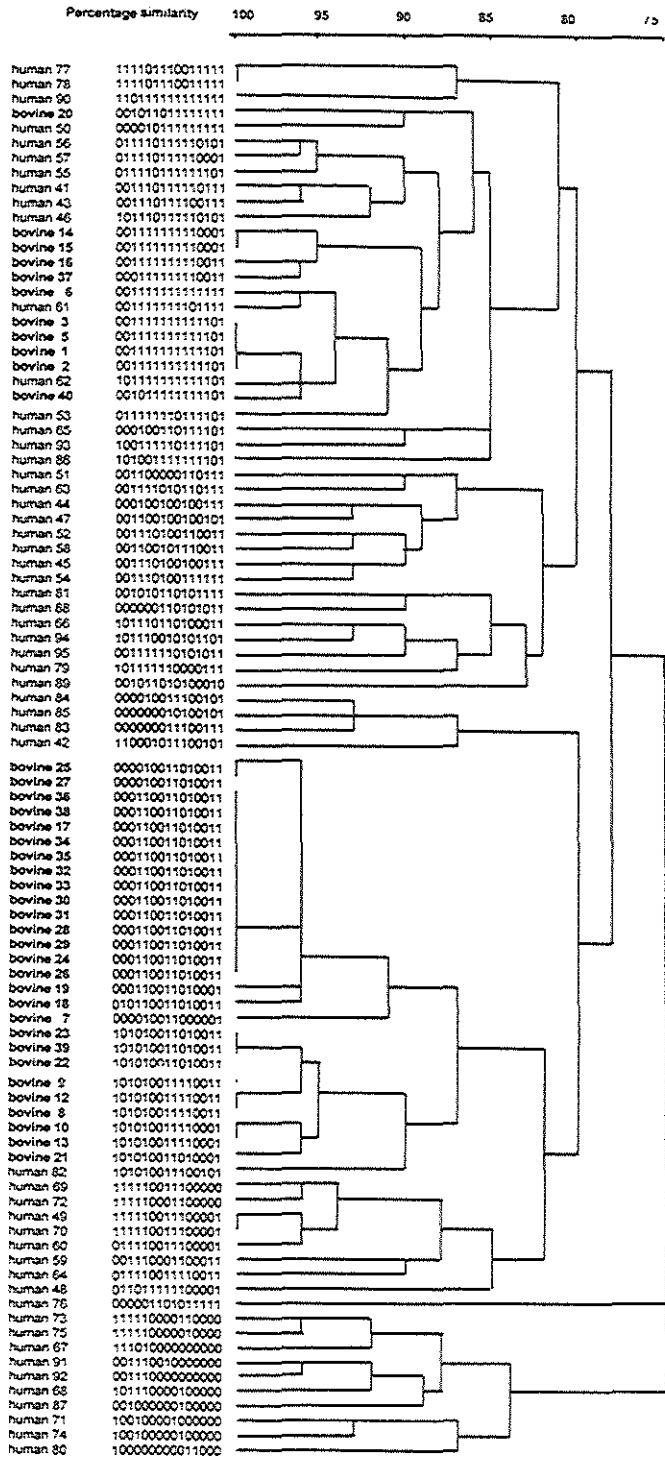 Percentage similarity 100 95 90 85 80 75
human 77 111101110011111
human 78 111101110011111
human 90 11011111 1111111
bovine 20 001011011111111
human 50 000010111111111
human 56 011110111110101
human 57 011110111110001
human 55 011110111111101
human 41 001110111110111
human 43 001110111100111
human 46 101110111110101
bovine 14 001111111110001
bovine 15 001111111110001
bovine 16 001111111110011
bovine 37 000111111110011
bovine 6 001111111111111
human 61 001111111101111
bovine 3 001111111111101
bovine 5 001111111111101
bovine 1 001111111111101
bovine 2 001111111111101
human 62 101111111111101
bovine 40 001011111111101
human 53 011111110111101
human 65 000100110111101
human 93 100111110111101
human 86 101001111111101
human 51 001100000110111
human 63 001111010110111
human 44 000100100100111
human 47 001100100100101
human 52 001110100110011
human 58 001100101110011
human 45 001110100100111
human 54 001110100111111
human 81 001010110101111
human 88 000000110101011
human 66 101110110100011
human 94 101110010101101
human 95 001111110101011
human 79 101111110000111
human 89 001011010100010
human 84 000010011100101
human 85 000000010100101
human 83 000000011100111
human 42 110001011100101
bovine 25 000010011010011
bovine 27 000010011010011
bovine 36 000110011010011
bovine 38 000110011010011
bovine 17 000110011010011
bovine 34 000110011010011
bovine 35 000110011010011
bovine 32 000110011010011
bovine 33 000110011010011
bovine 30 000110011010011
bovine 31 000110011010011
bovine 28 000110011010011
bovine 29 000110011010011
bovine 24 000110011010011
bovine 26 000110011010011
bovine 19 000110011010001
bovine 18 010110011010011
bovine 7 000010011000001
bovine 23 101010011010011
bovine 39 101010011010011
bovine 22 101010011010011
bovine 9 101010011110011
bovine 12 101010011110011
bovine 8 101010011110011
bovine 10 101010011110001
bovine 13 101010011110001
bovine 21 101010011010001
human 82 101010011100101
human 69 111110011100000
human 72 111110001100000
human 49 111110011100001
human 70 111110011100001
human 60 011110011100001
human 59 001110001100011
human 64 011110011110011
human 48 011011111100001
human 76 000001101011111
human 73 111110000110000
human 75 111110000010000
human 67 111010000000000
human 91 001110010000000
human 92 001110000000000
human 68 101110000100000
human 87 001000000100000
human 71 100100001000000
human 74 100100000100000
human 80 100000000011000